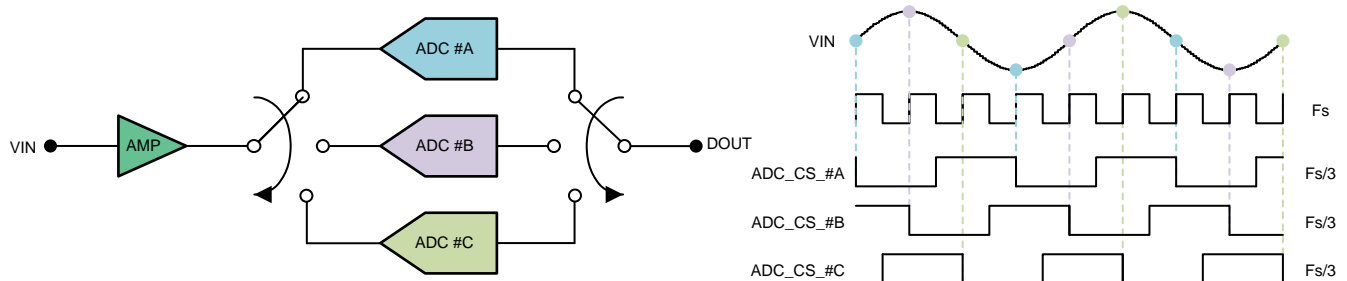 VIN
AMP
ADC #A
ADC #B
ADC #C
DOUT
VIN
Fs
ADC_CS_#A
Fs/3
ADC_CS_#B
Fs/3
ADC_CS_#C
Fs/3